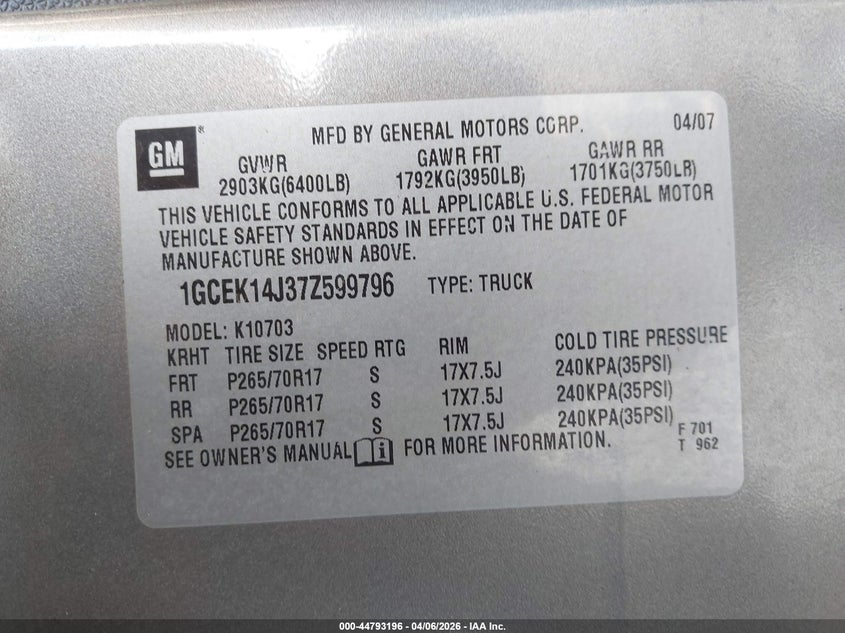 GM® MFD BY GENERAL MOTORS CORP. 04/07
GVWR GAWR FRT GAWR RR
2903KG(6400LB) 1792KG(3950LB) 1701KG(3750LB)
THIS VEHICLE CONFORMS TO ALL APPLICABLE U.S. FEDERAL MOTOR
VEHICLE SAFETY STANDARDS IN EFFECT ON THE DATE OF
MANUFACTURE SHOWN ABOVE.
1GCEK14J37Z599796 TYPE: TRUCK
MODEL: K10703
KRHT TIRE SIZE SPEED RTG RIM COLD TIRE PRESSURE
FRT P265/70R17 S 17X7.5J 240KPA(35PSI)
RR P265/70R17 S 17X7.5J 240KPA(35PSI)
SPA P265/70R17 S 17X7.5J 240KPA(35PSI)
F 701
SEE OWNER'S MANUAL i FOR MORE INFORMATION. T 962
000-44793196 - 04/06/2026 - IAA Inc.